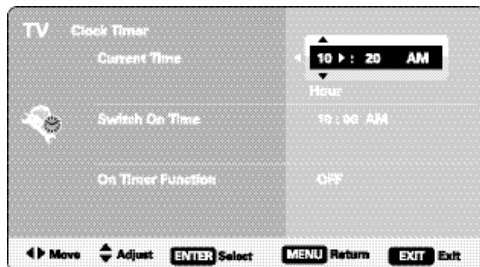 TV Clock Timer
Current Time 10 : 20 AM
Hour
Switch On Time 10 : 00 AM
On Timer Function OFF
Move Adjust ENTER Select MENU Return EXIT Exit